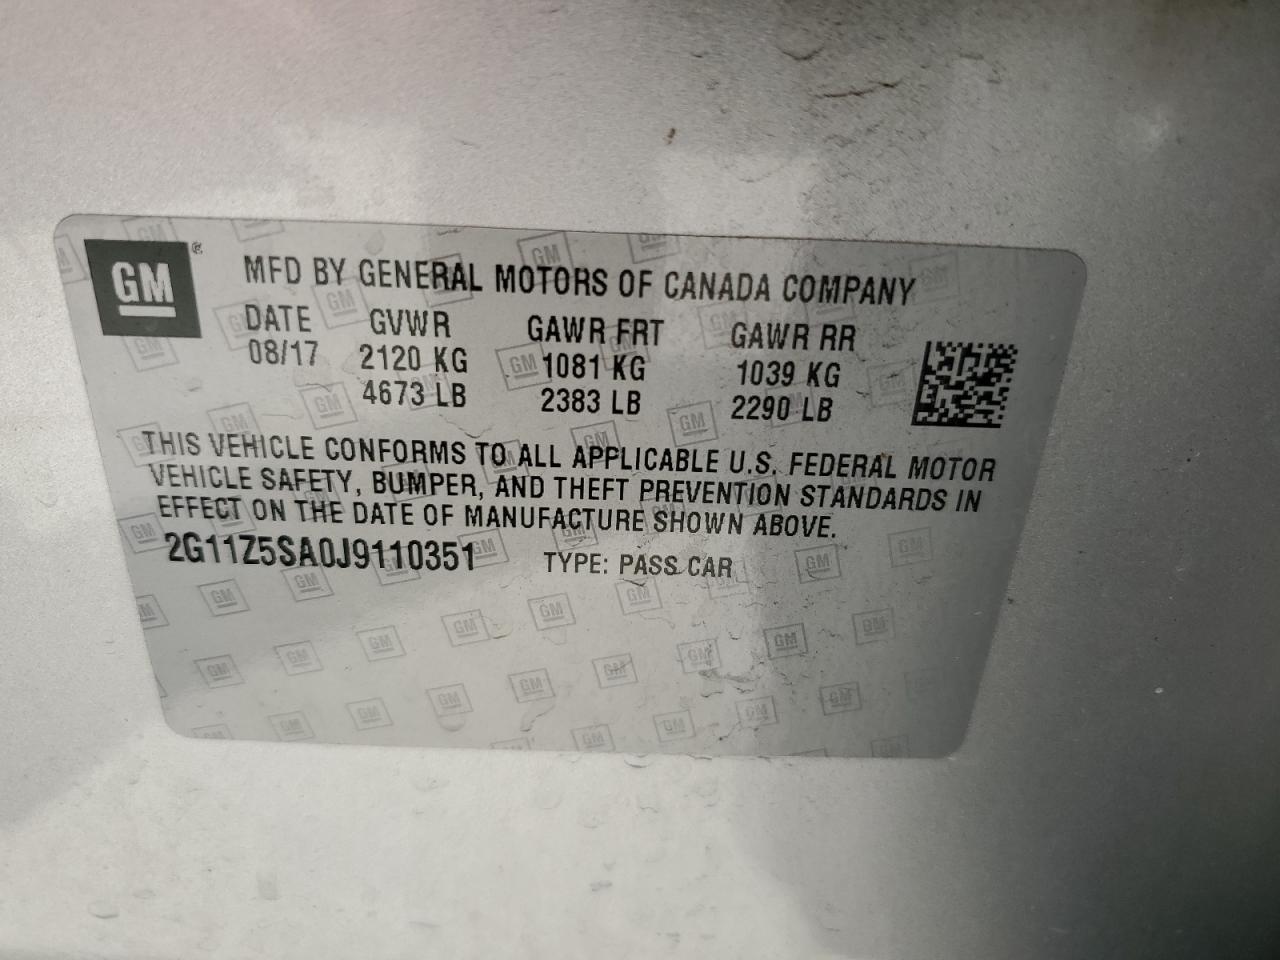 GM®
MFD BY GENERAL MOTORS OF CANADA COMPANY
DATE GVWR GAWR FRT GAWR RR
08/17 2120 KG 1081 KG 1039 KG
4673 LB 2383 LB 2290 LB
THIS VEHICLE CONFORMS TO ALL APPLICABLE U.S. FEDERAL MOTOR
VEHICLE SAFETY, BUMPER, AND THEFT PREVENTION STANDARDS IN
EFFECT ON THE DATE OF MANUFACTURE SHOWN ABOVE.
2G11Z5SA0J9110351 TYPE: PASS CAR